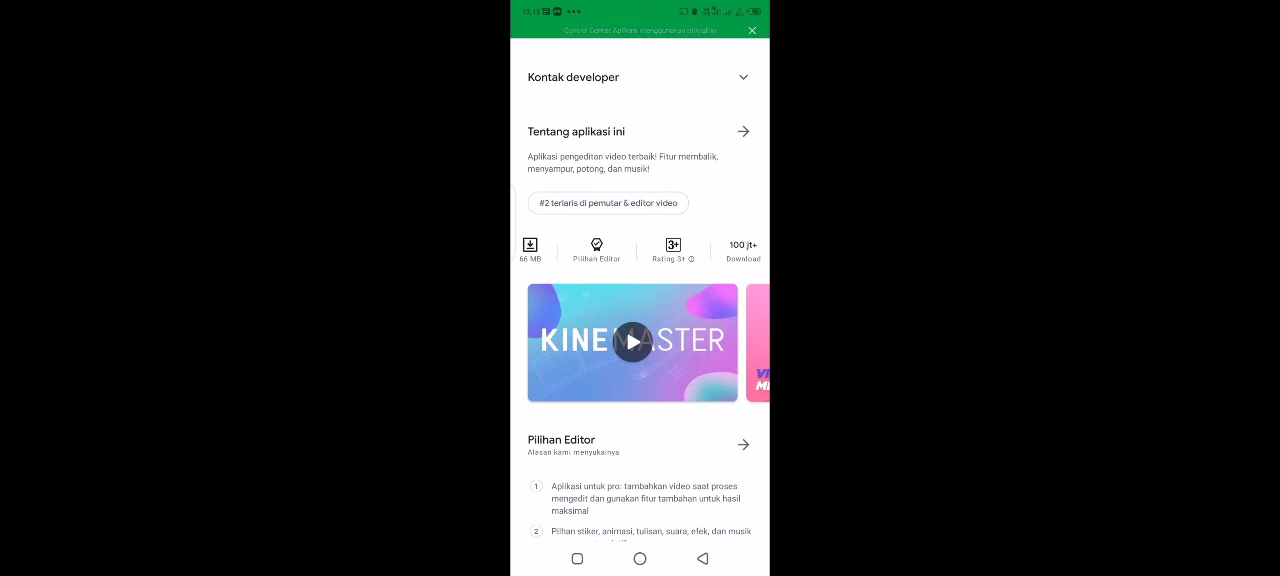 13.15
Control Center Aplikasi menggunakan mikrofon
Kontak developer
Tentang aplikasi ini
Aplikasi pengeditan video terbaik! Fitur membalik,
menyampur, potong, dan musik!
#2 terlaris di pemutar & editor video
3+
100 jt+
66 MB
Pilihan Editor
Rating 3+
Download
KINEMASTER
Pilihan Editor
Alasan kami menyukainya
1 Aplikasi untuk pro: tambahkan video saat proses
mengedit dan gunakan fitur tambahan untuk hasil
maksimal
2 Pilhan stiker, animasi, tulisan, suara, efek, dan musik